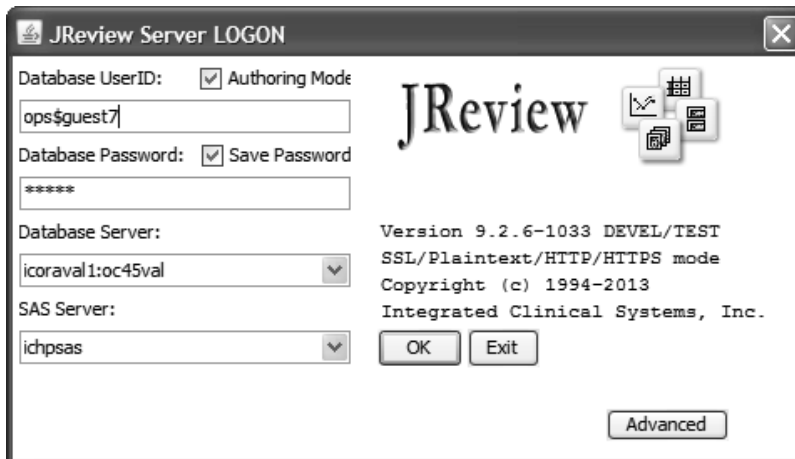 JReview Server LOGON
Database UserID: Authoring Mode
ops$guest7
Database Password: Save Password
*****
Database Server:
icoraval1:oc45val
SAS Server:
ichpsas
JReview
Version 9.2.6-1033 DEVEL/TEST
SSL/Plaintext/HTTP/HTTPS mode
Copyright (c) 1994-2013
Integrated Clinical Systems, Inc.
OK Exit
Advanced